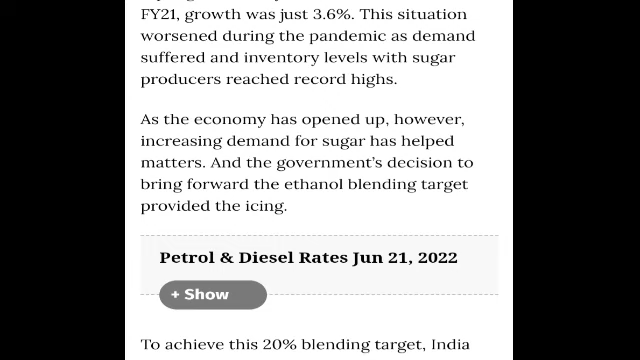 FY21, growth was just 3.6%. This situation
worsened during the pandemic as demand
suffered and inventory levels with sugar
producers reached record highs.
As the economy has opened up, however,
increasing demand for sugar has helped
matters. And the government's decision to
bring forward the ethanol blending target
provided the icing.
Petrol & Diesel Rates Jun 21, 2022
+ Show
To achieve this 20% blending target, India